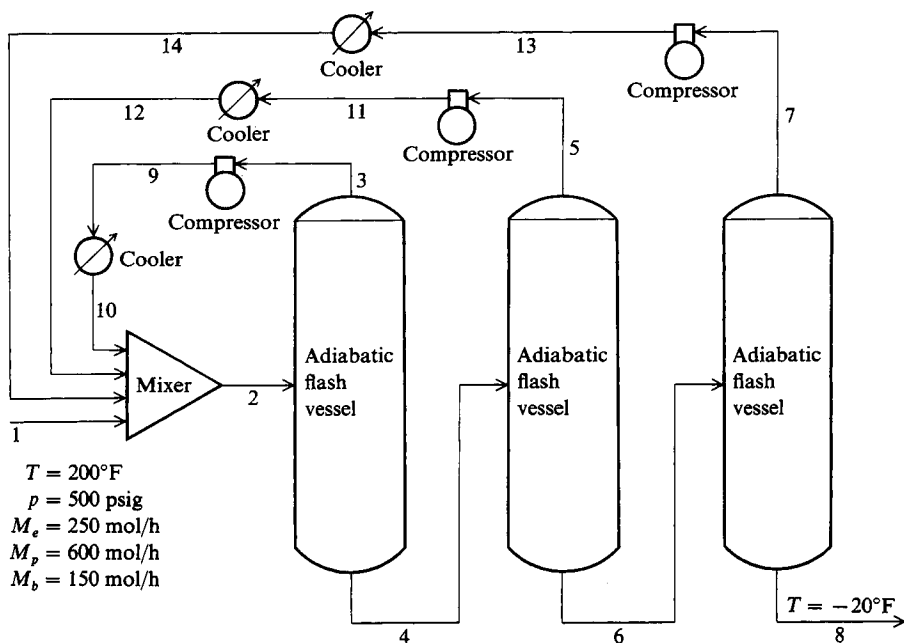 14
13
Cooler
Compressor
7
12
11
Cooler
Compressor
5
9
3
Compressor
Cooler
10
Adiabatic
flash
vessel
Adiabatic
flash
vessel
Adiabatic
flash
vessel
Mixer
2
1
T = 200°F
p = 500 psig
Me = 250 mol/h
Mp = 600 mol/h
Mb = 150 mol/h
T = −20°F
4
6
8